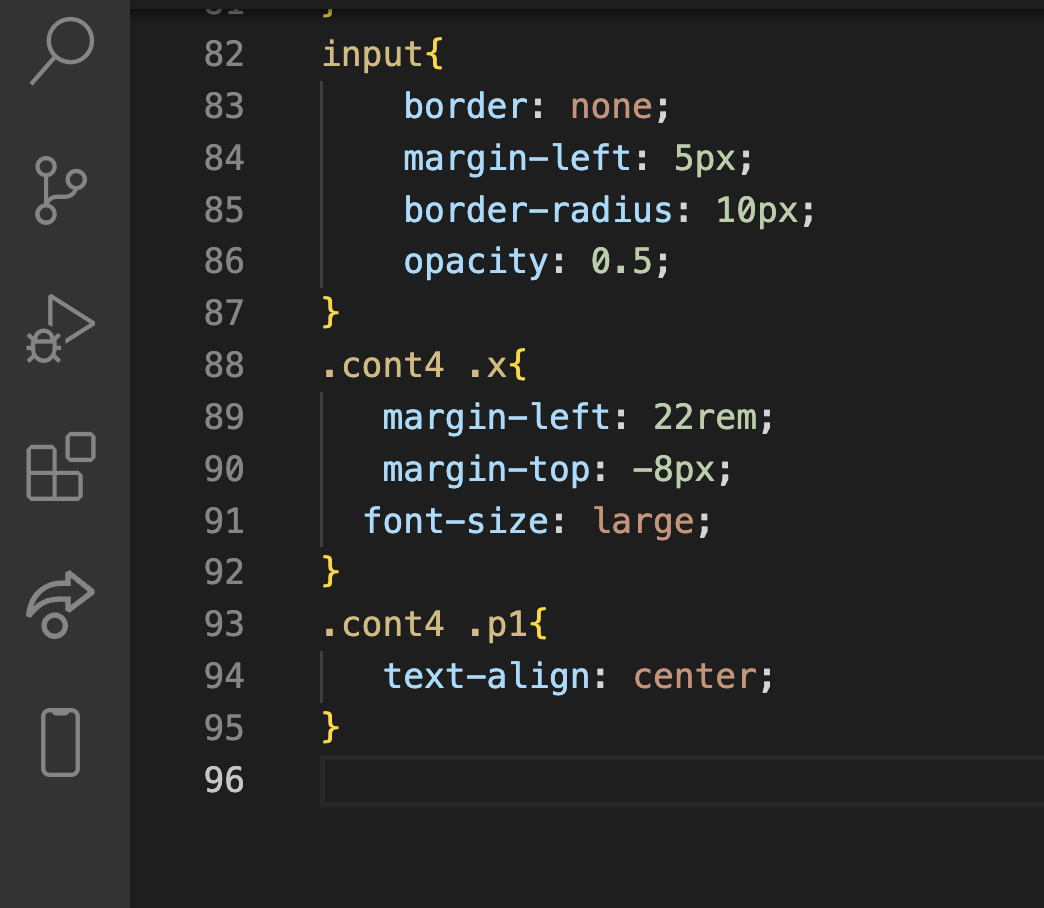 82 input{
83 border: none;
84 margin-left: 5px;
85 border-radius: 10px;
86 opacity: 0.5;
87 }
88 .cont4 .x{
89 margin-left: 22rem;
90 margin-top: -8px;
91 font-size: large;
92 }
93 .cont4 .p1{
94 text-align: center;
95 }
96